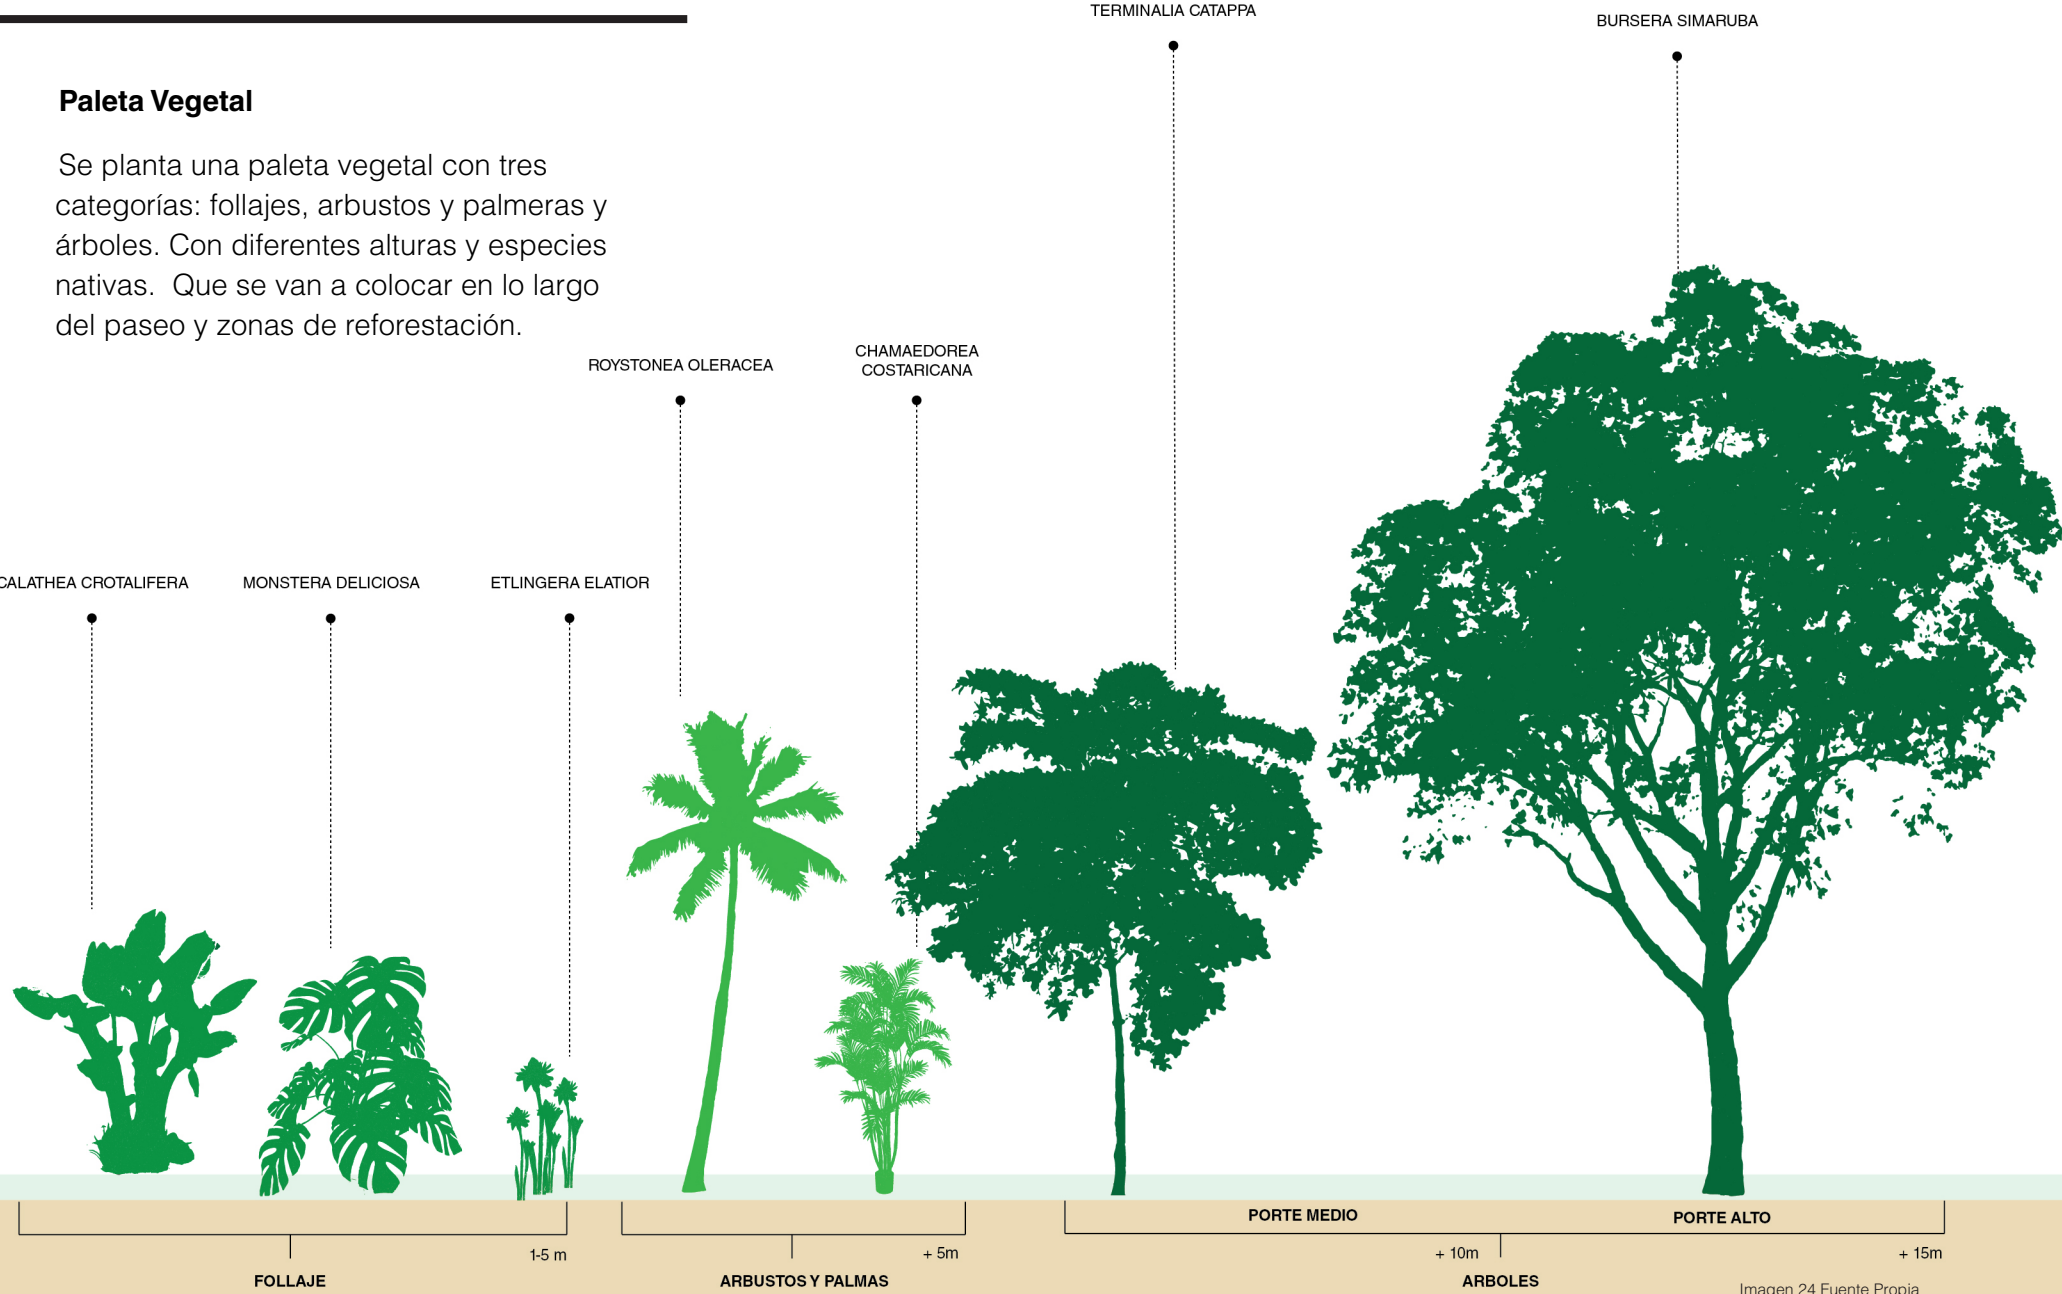 Paleta Vegetal
Se planta una paleta vegetal con tres
categorías: follajes, arbustos y palmeras y
árboles. Con diferentes alturas y especies
nativas.  Que se van a colocar en lo largo
del paseo y zonas de reforestación.
TERMINALIA CATAPPA
BURSERA SIMARUBA
ROYSTONEA OLERACEA
CHAMAEDOREA
COSTARICANA
CALATHEA CROTALIFERA
MONSTERA DELICIOSA
ETLINGERA ELATIOR
PORTE MEDIO
PORTE ALTO
1-5 m
+ 5m
+ 10m
+ 15m
FOLLAJE
ARBUSTOS Y PALMAS
ARBOLES
Imagen 24 Fuente Propia